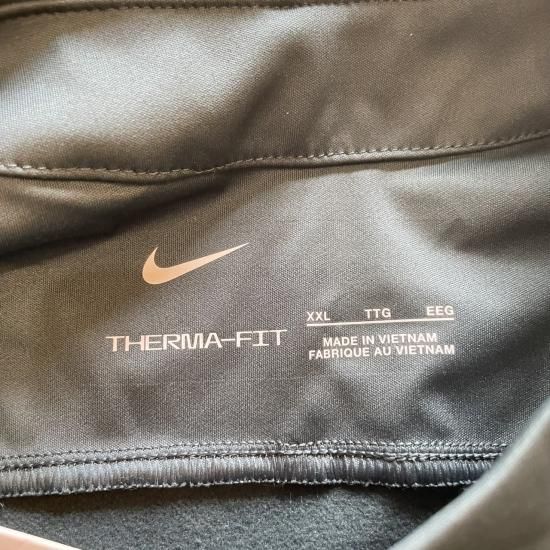 THERMA-FIT
XXL TTG EEG
MADE IN VIETNAM
FABRIQUE AU VIETNAM